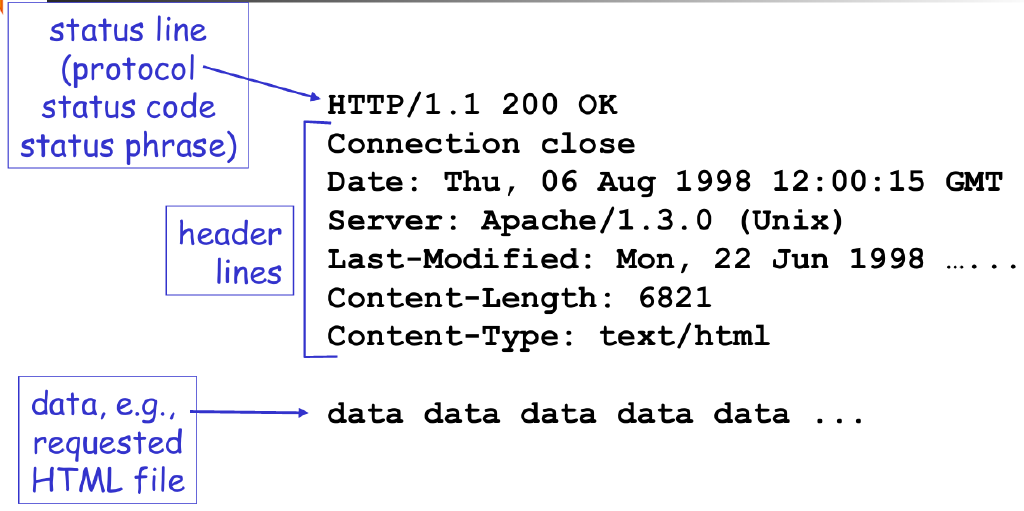 status line
(protocol
status code
status phrase)
HTTP/1.1 200 OK
Connection close
Date: Thu, 06 Aug 1998 12:00:15 GMT
Server: Apache/1.3.0 (Unix)
Last-Modified: Mon, 22 Jun 1998 …...
Content-Length: 6821
Content-Type: text/html
header
lines
data, e.g.,
requested
HTML file
data data data data data ...